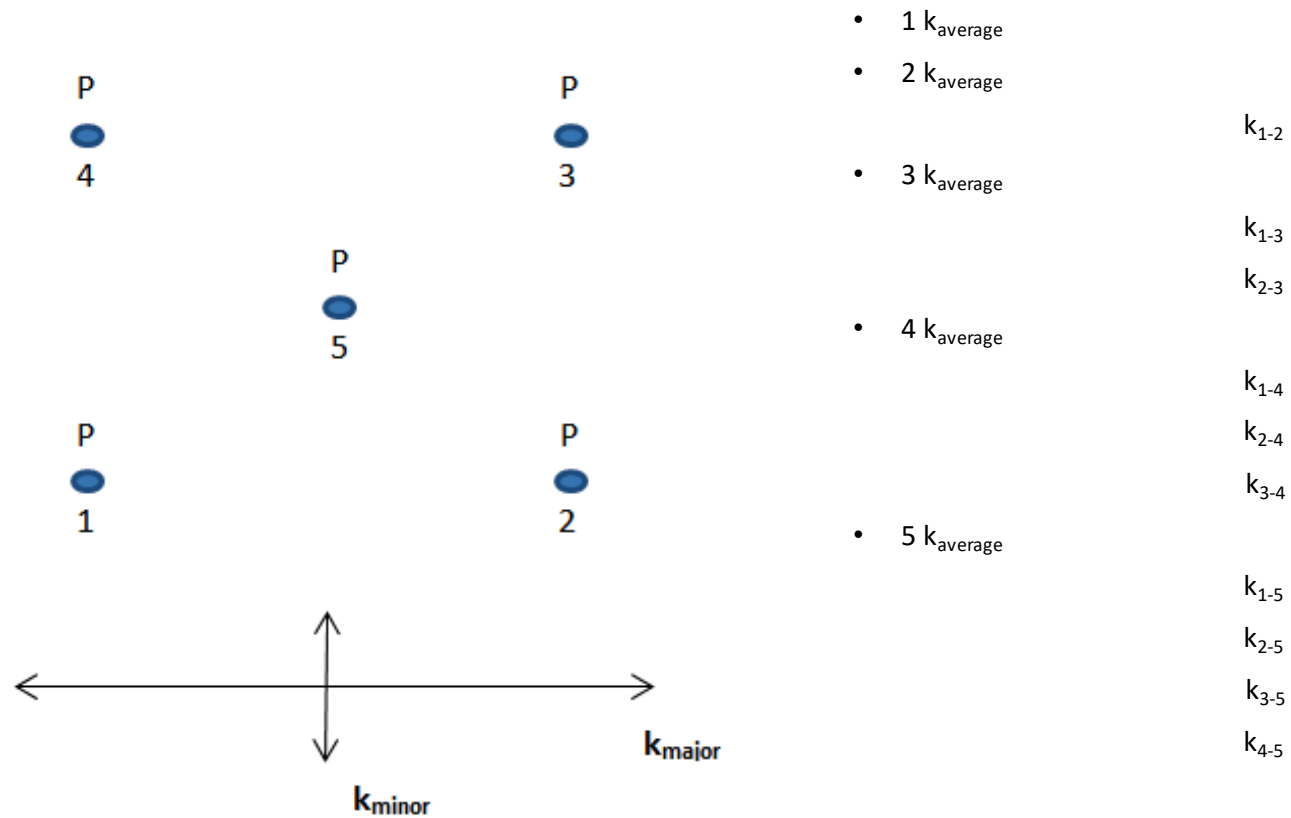 P
4
P
3
P
5
P
1
P
2
k_major
k_minor
• 1 k_average
• 2 k_average
k_1-2
• 3 k_average
k_1-3
k_2-3
• 4 k_average
k_1-4
k_2-4
k_3-4
• 5 k_average
k_1-5
k_2-5
k_3-5
k_4-5